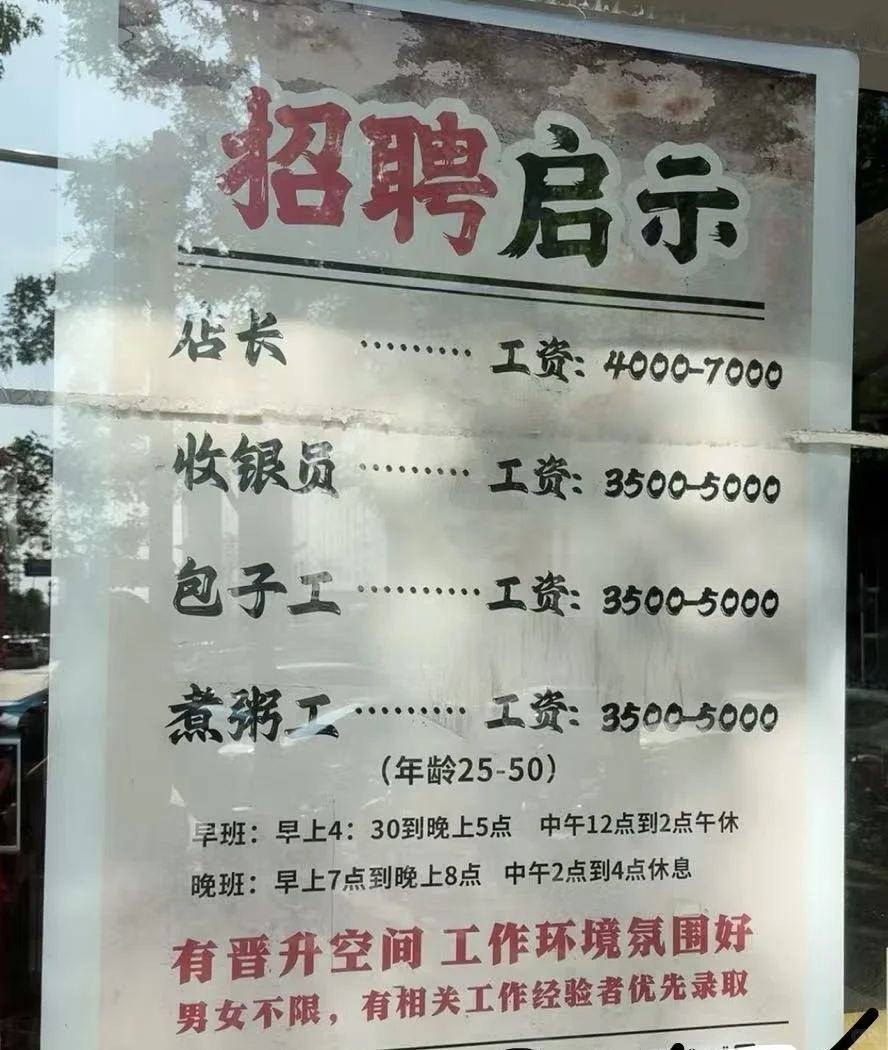 招聘启示
店长 ········· 工资：4000-7000
收银员 ········· 工资：3500-5000
包子工 ·········· 工资：3500-5000
煮粥工 ········· 工资：3500-5000
（年龄25-50）
早班：早上4：30到晚上5点 中午12点到2点午休
晚班：早上7点到晚上8点 中午2点到4点休息
有晋升空间 工作环境氛围好
男女不限，有相关工作经验者优先录取